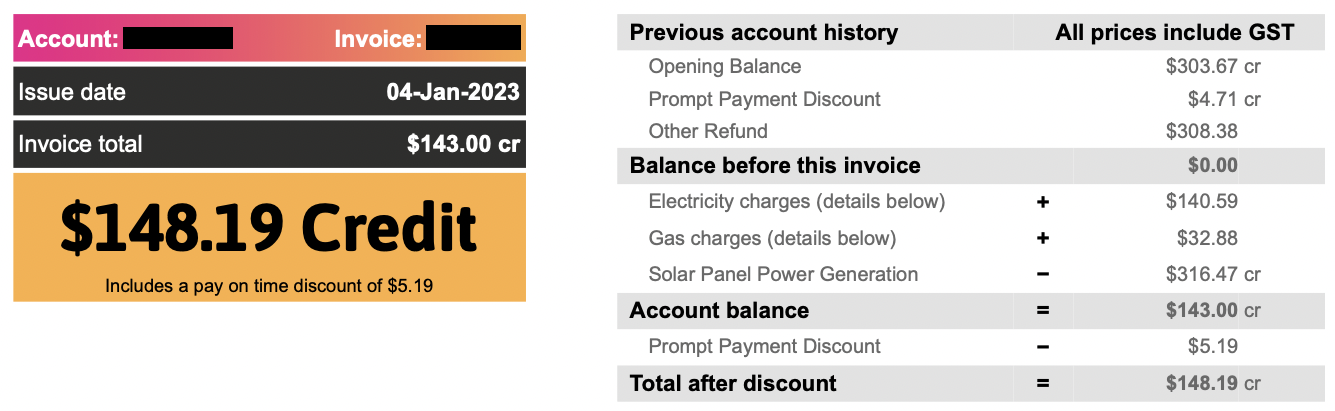 Account:
Invoice:
Issue date 04-Jan-2023
Invoice total $143.00 cr
$148.19 Credit
Includes a pay on time discount of $5.19
Previous account history All prices include GST
Opening Balance $303.67 cr
Prompt Payment Discount $4.71 cr
Other Refund $308.38
Balance before this invoice $0.00
Electricity charges (details below) + $140.59
Gas charges (details below) + $32.88
Solar Panel Power Generation − $316.47 cr
Account balance = $143.00 cr
Prompt Payment Discount − $5.19
Total after discount = $148.19 cr